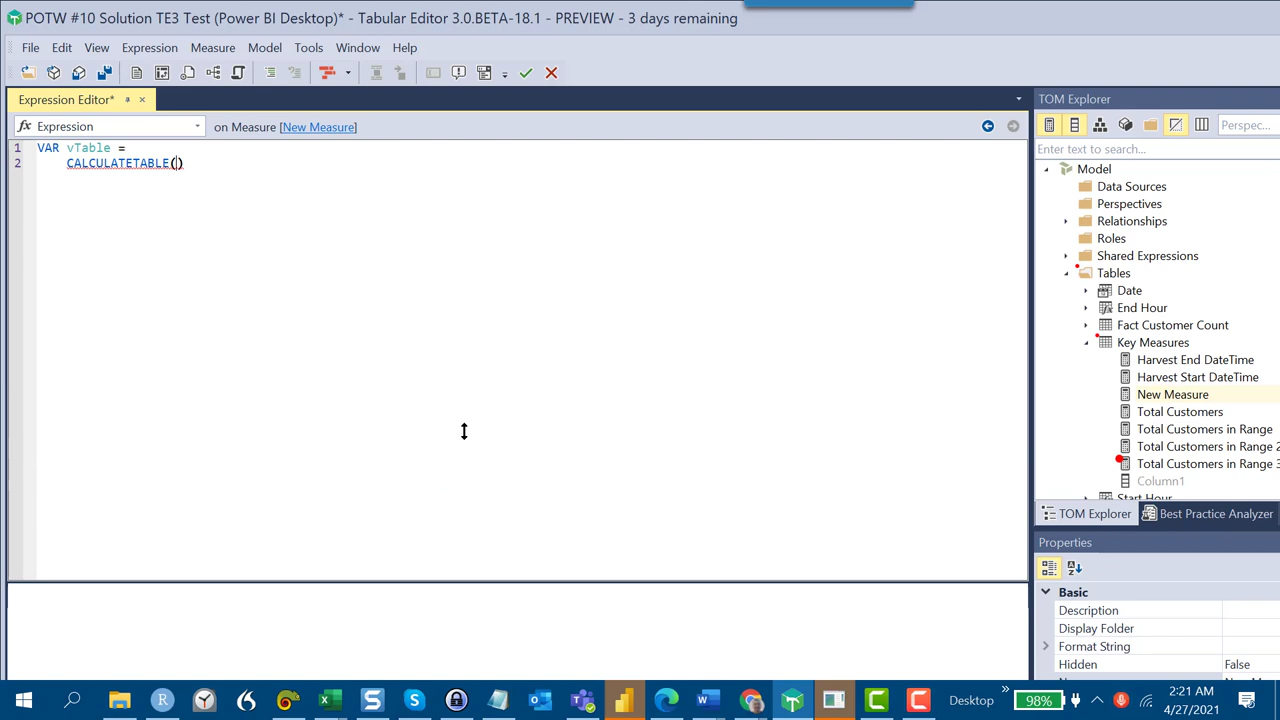 POTW #10 Solution TE3 Test (Power BI Desktop)* - Tabular Editor 3.0.BETA-18.1 - PREVIEW - 3 days remaining
File Edit View Expression Measure Model Tools Window Help
Expression Editor*
TOM Explorer
fx Expression on Measure [New Measure]
Perspec...
1 VAR vTable =
2 CALCULATETABLE()
Enter text to search...
Model
Data Sources
Perspectives
Relationships
Roles
Shared Expressions
Tables
Date
End Hour
Fact Customer Count
Key Measures
Harvest End DateTime
Harvest Start DateTime
New Measure
Total Customers
Total Customers in Range
Total Customers in Range 2
Total Customers in Range 3
Column1
Start Hour
TOM Explorer Best Practice Analyzer
Properties
Basic
Description
Display Folder
Format String
Hidden False
Desktop » 98% 2:21 AM
4/27/2021